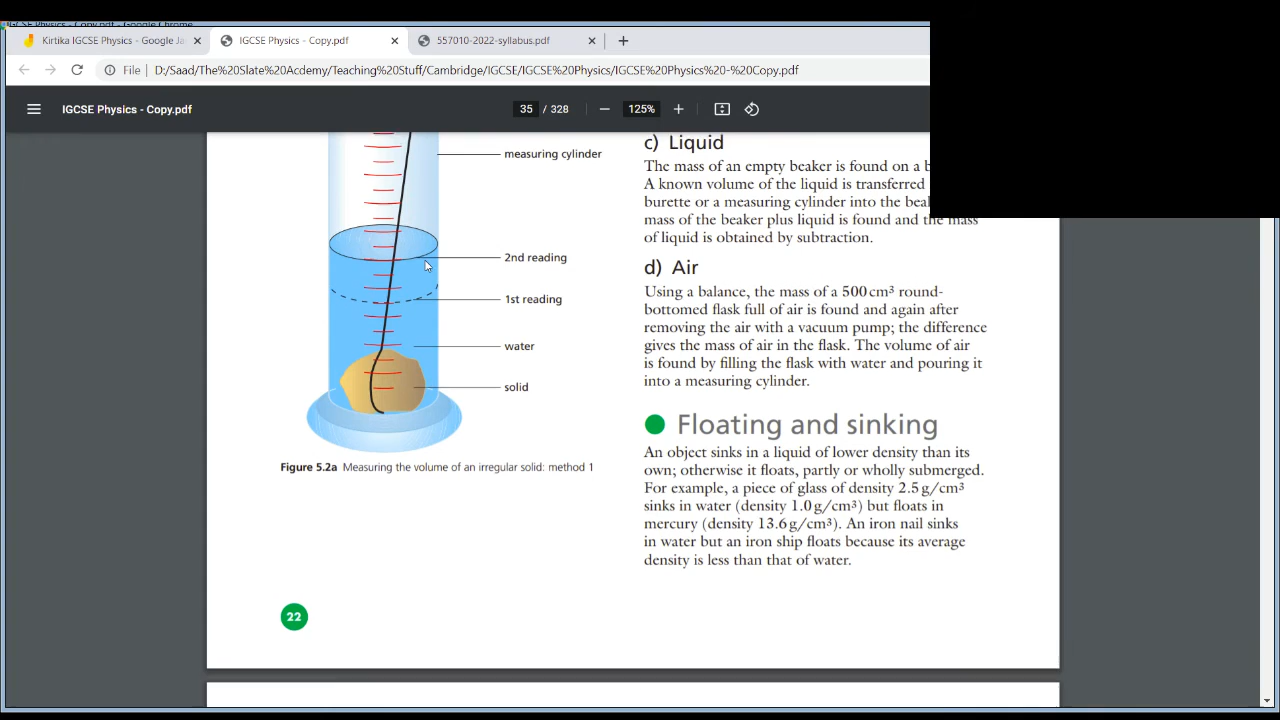 IGCSE Physics - Copy.pdf - Google Chrome
Kirtika IGCSE Physics - Google Ja
IGCSE Physics - Copy.pdf
557010-2022-syllabus.pdf
File
D:/Saad/The%20Slate%20Acdemy/Teaching%20Stuff/Cambridge/IGCSE/IGCSE%20Physics/IGCSE%20Physics%20-%20Copy.pdf
IGCSE Physics - Copy.pdf
35 / 328
125%
measuring cylinder
2nd reading
1st reading
water
solid
Figure 5.2a Measuring the volume of an irregular solid: method 1
22
c) Liquid
The mass of an empty beaker is found on a
A known volume of the liquid is transferred
burette or a measuring cylinder into the
mass of the beaker plus liquid is found and the mass
of liquid is obtained by subtraction.
d) Air
Using a balance, the mass of a 500 cm³ round-
bottomed flask full of air is found and again after
removing the air with a vacuum pump; the difference
gives the mass of air in the flask. The volume of air
is found by filling the flask with water and pouring it
into a measuring cylinder.
Floating and sinking
An object sinks in a liquid of lower density than its
own; otherwise it floats, partly or wholly submerged.
For example, a piece of glass of density 2.5 g/cm³
sinks in water (density 1.0 g/cm³) but floats in
mercury (density 13.6 g/cm³). An iron nail sinks
in water but an iron ship floats because its average
density is less than that of water.